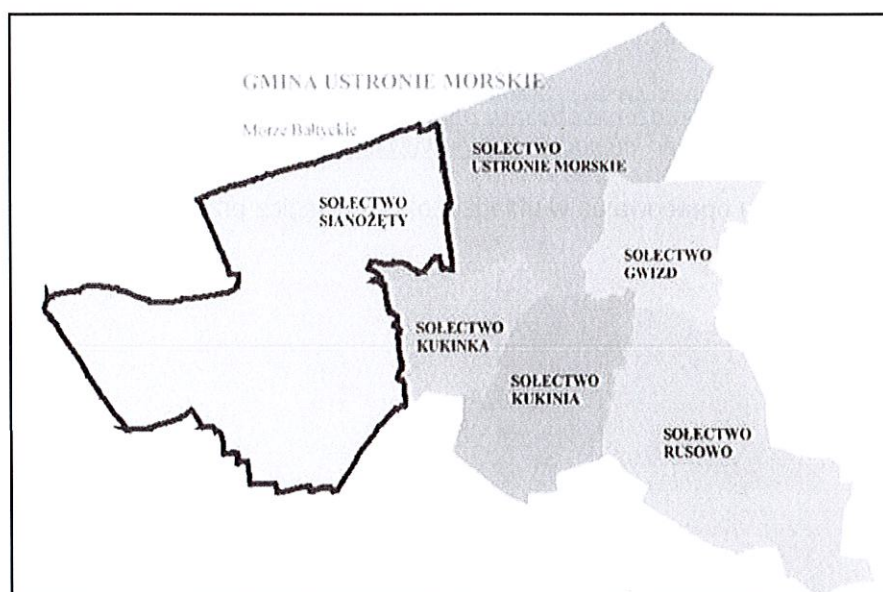 GMINA USTRONIE MORSKIE
Morze Bałtyckie
SOŁECTWO
USTRONIE MORSKIE
SOŁECTWO
SIANOŻĘTY
SOŁECTWO
GWIZD
SOŁECTWO
KUKINKA
SOŁECTWO
KUKINIA
SOŁECTWO
RUSOWO